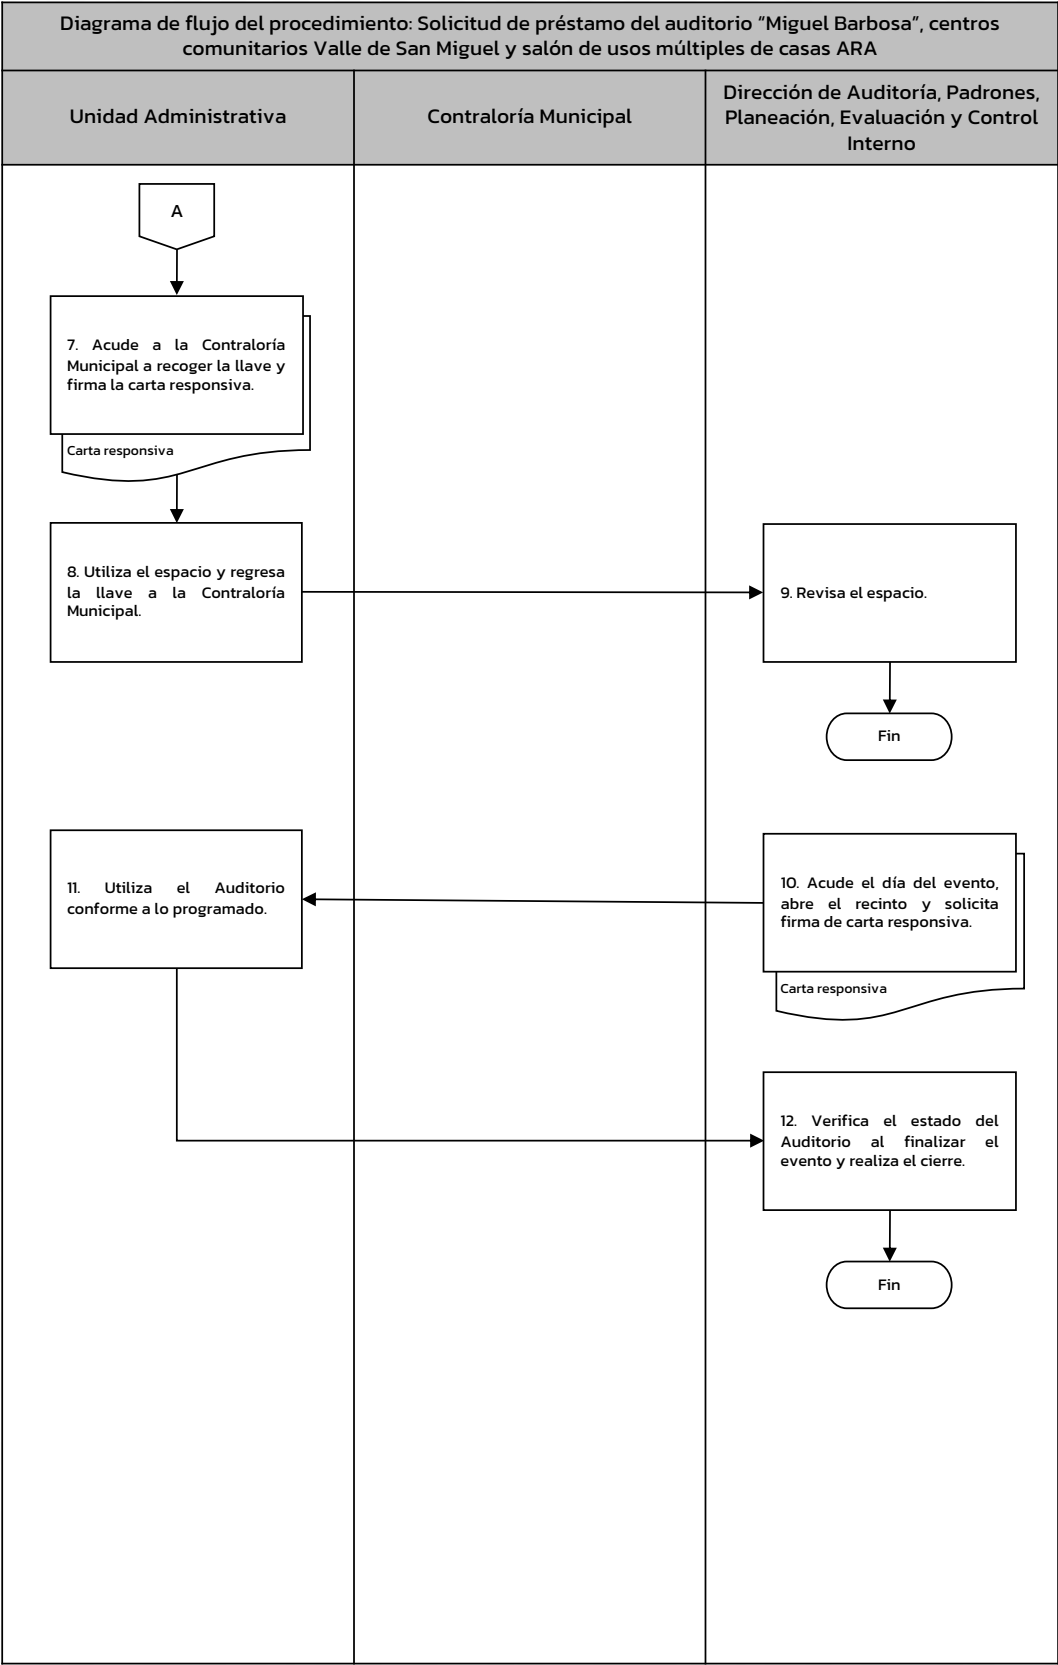 Diagrama de flujo del procedimiento: Solicitud de préstamo del auditorio “Miguel Barbosa”, centros
comunitarios Valle de San Miguel y salón de usos múltiples de casas ARA
Unidad Administrativa
Contraloría Municipal
Dirección de Auditoría, Padrones,
Planeación, Evaluación y Control
Interno
A
7. Acude a la Contraloría
Municipal a recoger la llave y
firma la carta responsiva.
Carta responsiva
8. Utiliza el espacio y regresa
la llave a la Contraloría
Municipal.
9. Revisa el espacio.
Fin
10. Acude el día del evento,
abre el recinto y solicita
firma de carta responsiva.
Carta responsiva
11. Utiliza el Auditorio
conforme a lo programado.
12. Verifica el estado del
Auditorio al finalizar el
evento y realiza el cierre.
Fin